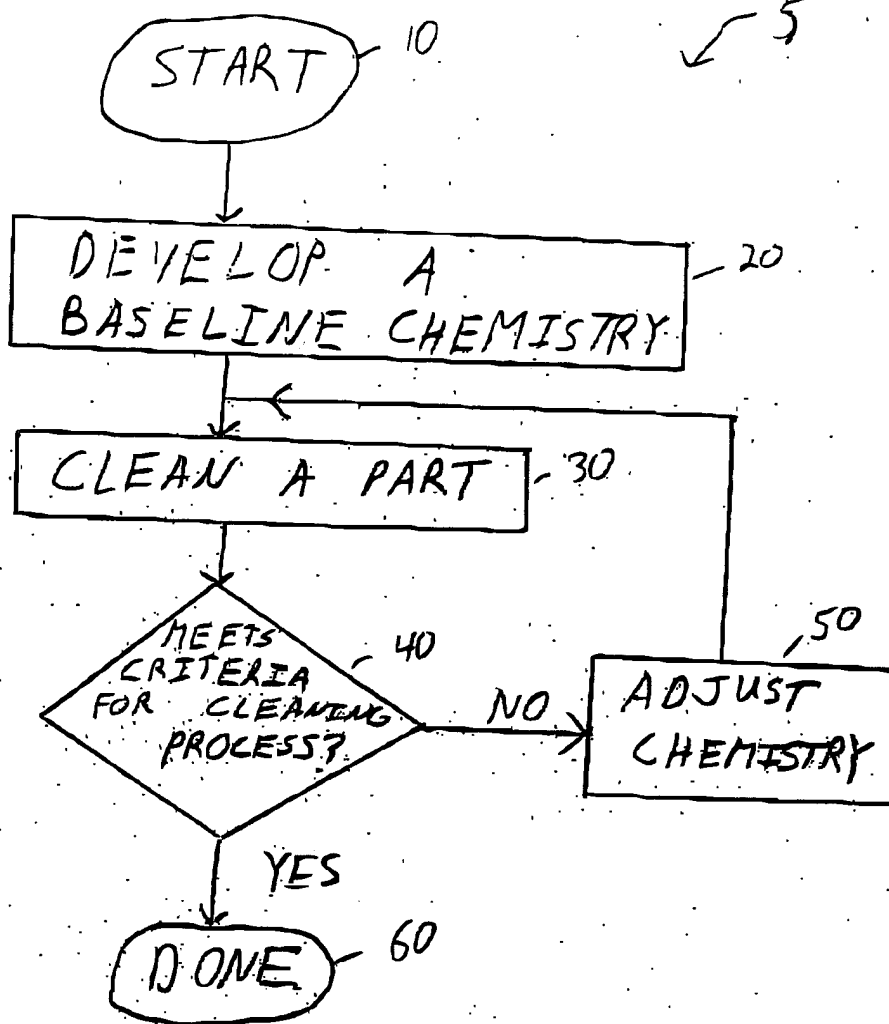 5
START
10
DEVELOP A
BASELINE CHEMISTRY
20
CLEAN A PART
30
MEETS
CRITERIA
FOR CLEANING
PROCESS?
40
NO
50
ADJUST
CHEMISTRY
YES
DONE
60